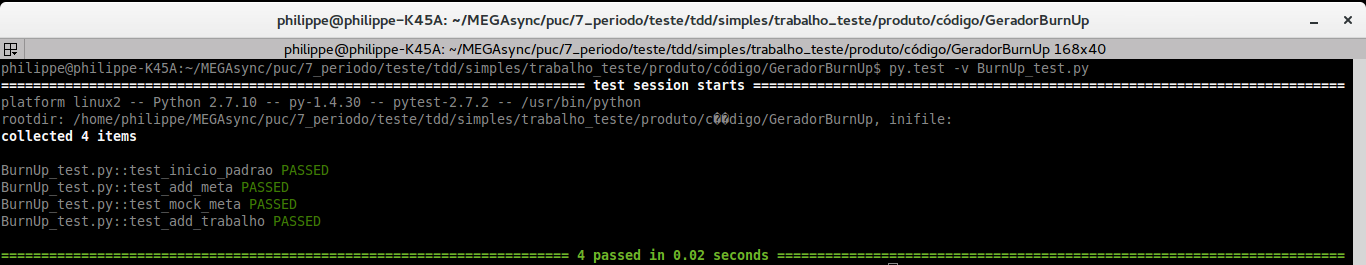 philippe@philippe-K45A: ~/MEGAsync/puc/7_periodo/teste/tdd/simples/trabalho_teste/produto/código/GeradorBurnUp
philippe@philippe-K45A: ~/MEGAsync/puc/7_periodo/teste/tdd/simples/trabalho_teste/produto/código/GeradorBurnUp 168x40
philippe@philippe-K45A:~/MEGAsync/puc/7_periodo/teste/tdd/simples/trabalho_teste/produto/código/GeradorBurnUp$ py.test -v BurnUp_test.py
======================================================================== test session starts =========================================================================
platform linux2 -- Python 2.7.10 -- py-1.4.30 -- pytest-2.7.2 -- /usr/bin/python
rootdir: /home/philippe/MEGAsync/puc/7_periodo/teste/tdd/simples/trabalho_teste/produto/c��digo/GeradorBurnUp, inifile:
collected 4 items
BurnUp_test.py::test_inicio_padrao PASSED
BurnUp_test.py::test_add_meta PASSED
BurnUp_test.py::test_mock_meta PASSED
BurnUp_test.py::test_add_trabalho PASSED
====================================================================== 4 passed in 0.02 seconds ======================================================================